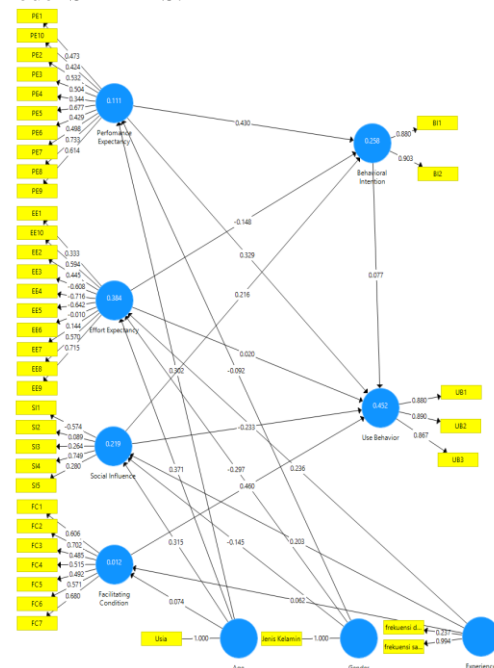 PE1
PE10
PE2
PE3
PE4
PE5
PE6
PE7
PE8
PE9
0.473
0.424
0.532
0.504
0.344
0.677
0.429
0.498
0.733
0.614
0.111
Perfomance
Expectancy
EE1
EE10
EE2
EE3
EE4
EE5
EE6
EE7
EE8
EE9
0.333
0.594
0.445
-0.608
-0.716
-0.642
-0.010
0.144
0.570
0.715
0.384
Effort Expectancy
SI1
SI2
SI3
SI4
SI5
-0.574
0.089
0.264
0.749
0.280
0.219
Social Influence
FC1
FC2
FC3
FC4
FC5
FC6
FC7
0.606
0.702
0.485
0.515
0.492
0.571
0.680
0.012
Facilitating
Condition
0.430
-0.148
0.329
0.216
0.077
0.020
-0.092
0.302
-0.233
0.236
0.371
-0.297
0.460
0.315
-0.145
0.203
0.074
0.062
0.258
Behavioral
Intention
0.880
0.903
BI1
BI2
0.452
Use Behavior
0.880
0.890
0.867
UB1
UB2
UB3
Usia
1.000
Age
Jenis Kelamin
1.000
Gender
frekuensi d...
frekuensi sa...
0.237
0.994
Experience